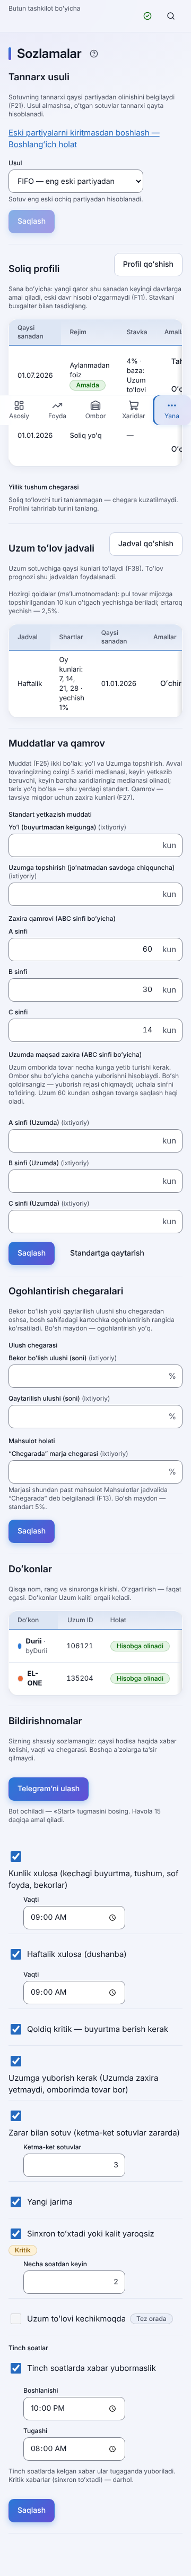 Butun tashkilot bo'yicha
Sozlamalar
Tannarx usuli
Sotuvning tannarxi qaysi partiyadan olinishini belgilaydi
(F21). Usul almashsa, o'tgan sotuvlar tannarxi qayta
hisoblanadi.
Eski partiyalarni kiritmasdan boshlash —
Boshlang'ich holat
Usul
FIFO — eng eski partiyadan
Sotuv eng eski ochiq partiyadan hisoblanadi.
Saqlash
Soliq profili
Profil qo'shish
Sana bo'yicha: yangi qator shu sanadan keyingi davrlarga
amal qiladi, eski davr hisobi o'zgarmaydi (F11). Stavkani
buxgalter bilan tasdiqlang.
Qaysi sanadan
Rejim
Stavka
Amallar
01.07.2026
Aylanmadan foiz
Amalda
4% · baza: Uzum to'lovi
01.01.2026
Soliq yo'q
—
Asosiy
Foyda
Ombor
Xaridlar
Yana
Yillik tushum chegarasi
Soliq to'lovchi turi tanlanmagan — chegara kuzatilmaydi.
Profilni tahrirlab turini tanlang.
Uzum to'lov jadvali
Jadval qo'shish
Uzum sotuvchiga qaysi kunlari to'laydi (F38). To'lov
prognozi shu jadvaldan foydalanadi.
Hozirgi qoidalar (ma'lumotnomadan): pul tovar mijozga
topshirilgandan 10 kun o'tgach yechishga beriladi; ertaroq
yechish — 2,5%.
Jadval
Shartlar
Qaysi sanadan
Amallar
Haftalik
Oy kunlari: 7, 14, 21, 28 · yechish 1%
01.01.2026
O'chir
Muddatlar va qamrov
Muddat (F25) ikki bo'lak: yo'l va Uzumga topshirish. Avval
tovaringizning oxirgi 5 xaridi medianasi, keyin yetkazib
beruvchi, keyin barcha xaridlaringiz medianasi olinadi;
tarix yo'q bo'lsa — shu yerdagi standart. Qamrov —
tavsiya miqdor uchun zaxira kunlari (F27).
Standart yetkazish muddati
Yo'l (buyurtmadan kelgunga) (ixtiyoriy)
kun
Uzumga topshirish (jo'natmadan savdoga chiqquncha)
(ixtiyoriy)
kun
Zaxira qamrovi (ABC sinfi bo'yicha)
A sinfi
60 kun
B sinfi
30 kun
C sinfi
14 kun
Uzumda maqsad zaxira (ABC sinfi bo'yicha)
Uzum omborida tovar necha kunga yetib turishi kerak.
Ombor shu bo'yicha qancha yuborishni hisoblaydi. Bo'sh
qoldirsangiz — yuborish rejasi chiqmaydi; uchala sinfni
to'ldiring. Uzum 60 kundan oshgan tovarga saqlash haqi
oladi.
A sinfi (Uzumda) (ixtiyoriy)
kun
B sinfi (Uzumda) (ixtiyoriy)
kun
C sinfi (Uzumda) (ixtiyoriy)
kun
Saqlash
Standartga qaytarish
Ogohlantirish chegaralari
Bekor bo'lish yoki qaytarilish ulushi shu chegaradan
oshsa, bosh sahifadagi kartochka ogohlantirish rangida
ko'rsatiladi. Bo'sh maydon — ogohlantirish yo'q.
Ulush chegarasi
Bekor bo'lish ulushi (soni) (ixtiyoriy)
%
Qaytarilish ulushi (soni) (ixtiyoriy)
%
Mahsulot holati
"Chegarada" marja chegarasi (ixtiyoriy)
%
Marjasi shundan past mahsulot Mahsulotlar jadvalida
"Chegarada" deb belgilanadi (F13). Bo'sh maydon —
standart 5%.
Saqlash
Do'konlar
Qisqa nom, rang va sinxronga kirishi. O'zgartirish — faqat
egasi. Do'konlar Uzum kaliti orqali keladi.
Do'kon
Uzum ID
Holat
Durii · byDurii
106121
Hisobga olinadi
EL-ONE
135204
Hisobga olinadi
Bildirishnomalar
Sizning shaxsiy sozlamangiz: qaysi hodisa haqida xabar
kelishi, vaqti va chegarasi. Boshqa a'zolarga ta'sir
qilmaydi.
Telegram'ni ulash
Bot ochiladi — «Start» tugmasini bosing. Havola 15
daqiqa amal qiladi.
Kunlik xulosa (kechagi buyurtma, tushum, sof
foyda, bekorlar)
Vaqti
09:00 AM
Haftalik xulosa (dushanba)
Vaqti
09:00 AM
Qoldiq kritik — buyurtma berish kerak
Uzumga yuborish kerak (Uzumda zaxira
yetmaydi, omborimda tovar bor)
Zarar bilan sotuv (ketma-ket sotuvlar zararda)
Ketma-ket sotuvlar
3
Yangi jarima
Sinxron to'xtadi yoki kalit yaroqsiz
Kritik
Necha soatdan keyin
2
Uzum to'lovi kechikmoqda
Tez orada
Tinch soatlar
Tinch soatlarda xabar yubormaslik
Boshlanishi
10:00 PM
Tugashi
08:00 AM
Tinch soatlarda kelgan xabar ular tugaganda yuboriladi.
Kritik xabarlar (sinxron to'xtadi) — darhol.
Saqlash